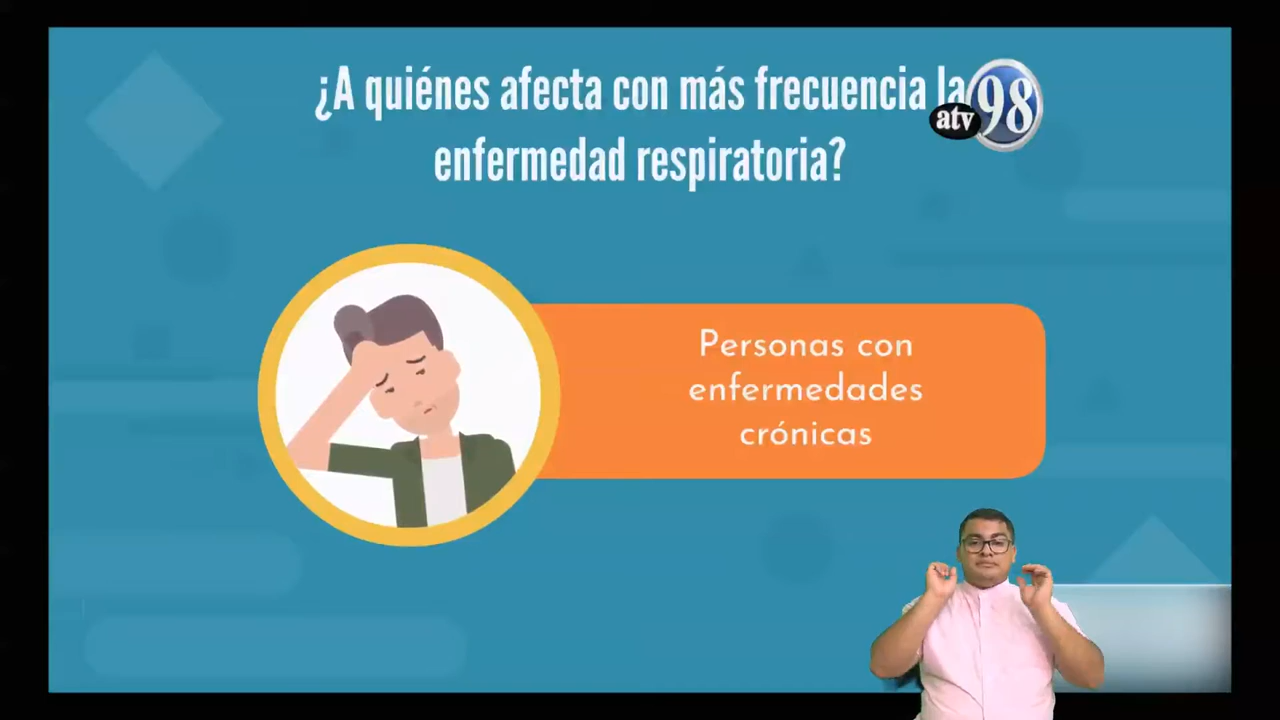 ¿A quiénes afecta con más frecuencia la
enfermedad respiratoria?
atv 98
Personas con
enfermedades
crónicas